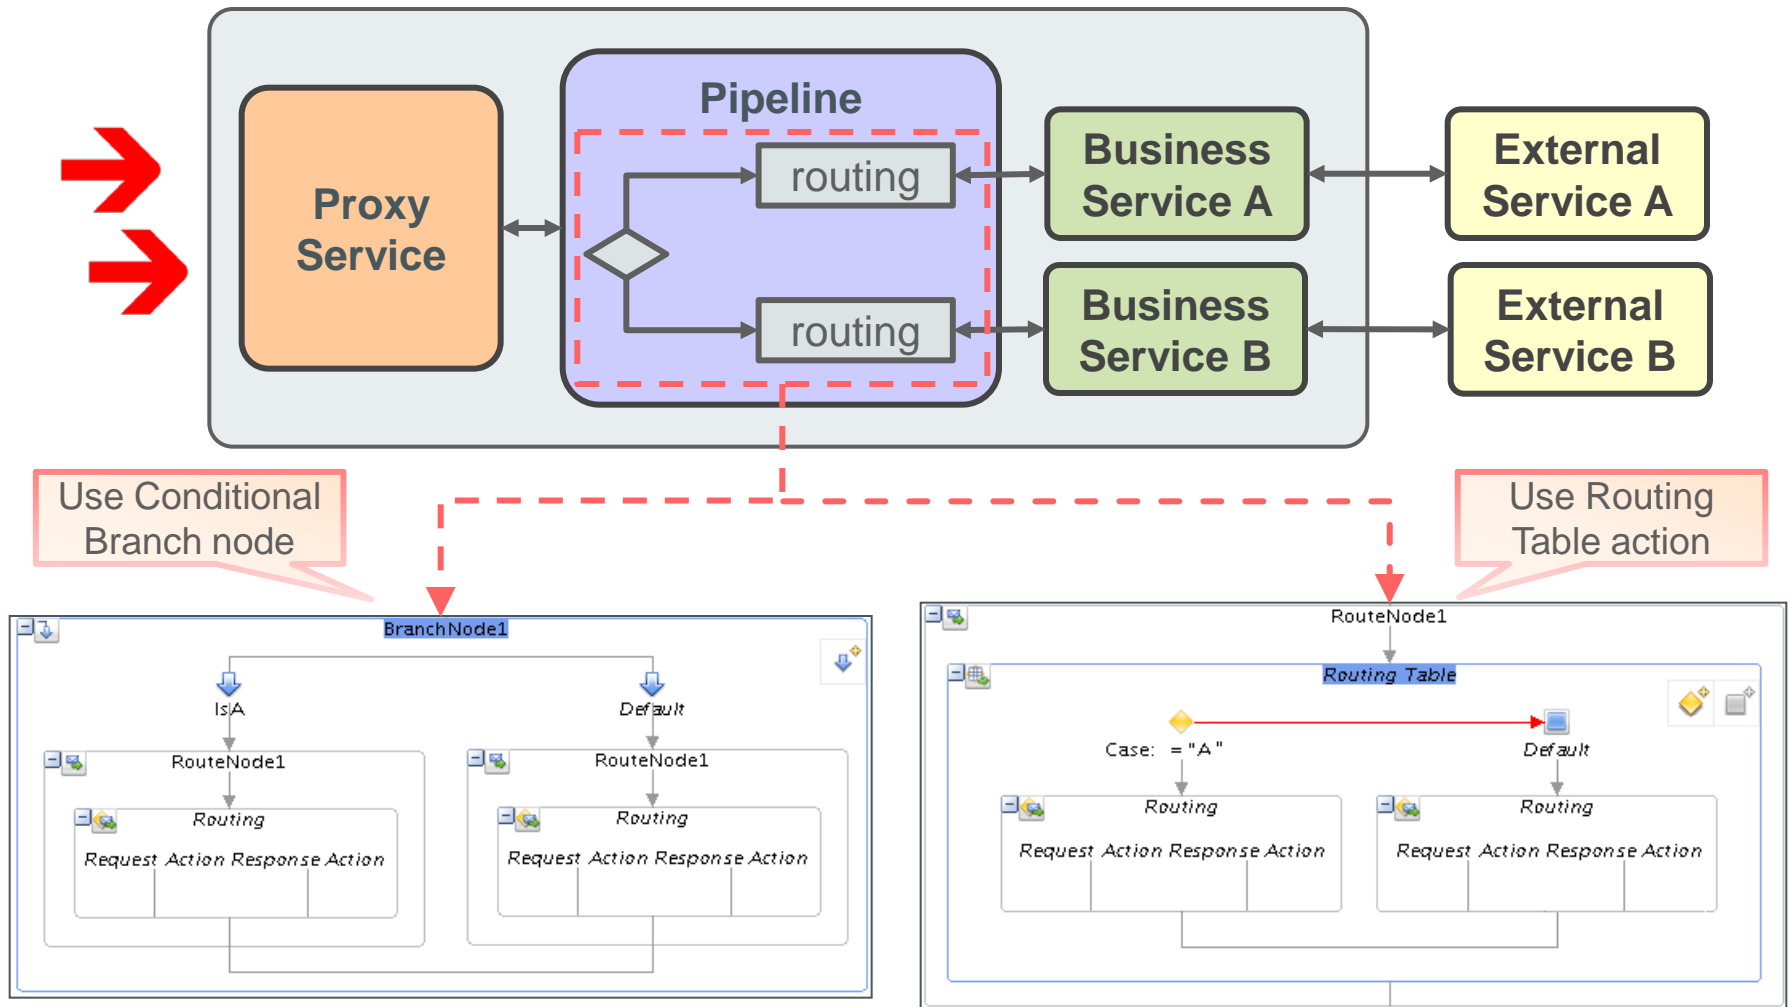 Pipeline
Proxy
Service
routing
routing
Business
Service A
External
Service A
Business
Service B
External
Service B
Use Conditional
Branch node
Use Routing
Table action
BranchNode1
IsA
Default
RouteNode1
RouteNode1
Routing
Routing
Request Action Response Action
Request Action Response Action
RouteNode1
Routing Table
Case: = "A"
Default
Routing
Routing
Request Action Response Action
Request Action Response Action